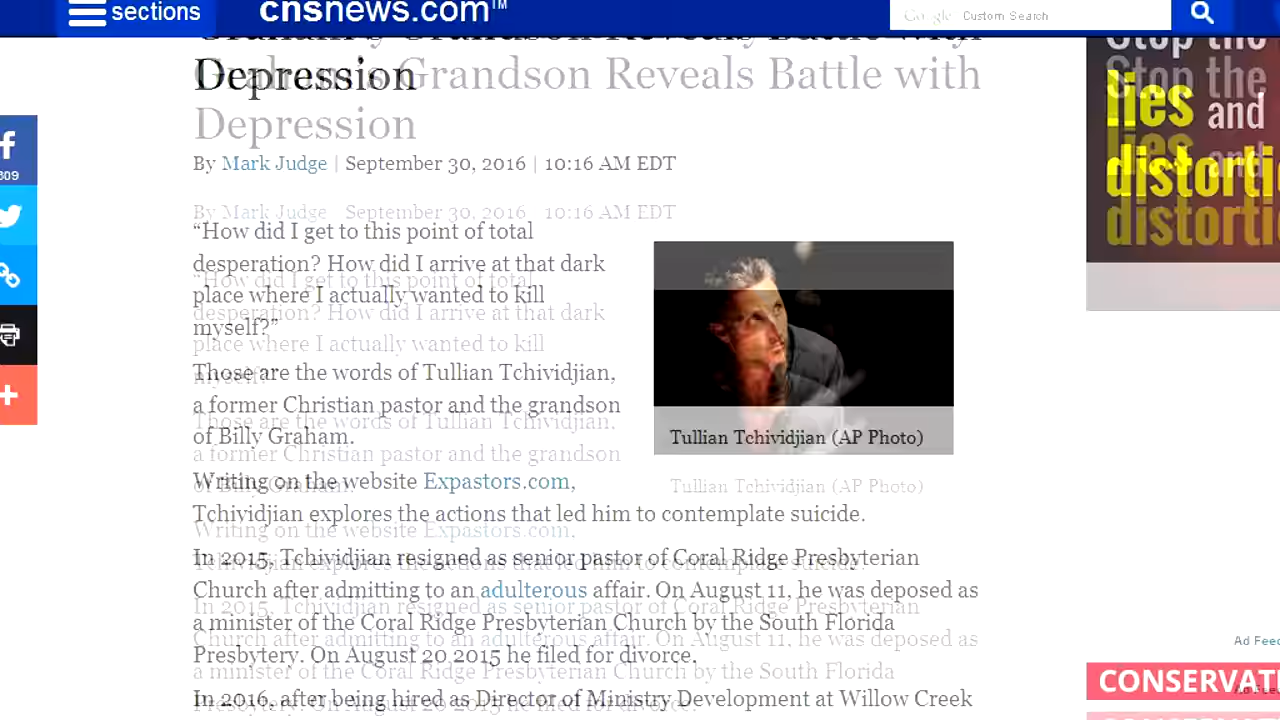 sections
cnsnews.com™
Google Custom Search
Graham's Grandson Reveals Battle with
Depression
By Mark Judge | September 30, 2016 | 10:16 AM EDT
309
“How did I get to this point of total
desperation? How did I arrive at that dark
place where I actually wanted to kill
myself?”
Those are the words of Tullian Tchividjian,
a former Christian pastor and the grandson
of Billy Graham.
Tullian Tchividjian (AP Photo)
Writing on the website Expastors.com,
Tchividjian explores the actions that led him to contemplate suicide.
In 2015, Tchividjian resigned as senior pastor of Coral Ridge Presbyterian
Church after admitting to an adulterous affair. On August 11, he was deposed as
a minister of the Coral Ridge Presbyterian Church by the South Florida
Presbytery. On August 20 2015 he filed for divorce.
In 2016, after being hired as Director of Ministry Development at Willow Creek
Stop the
lies and
distorti
Ad Feed
CONSERVATI